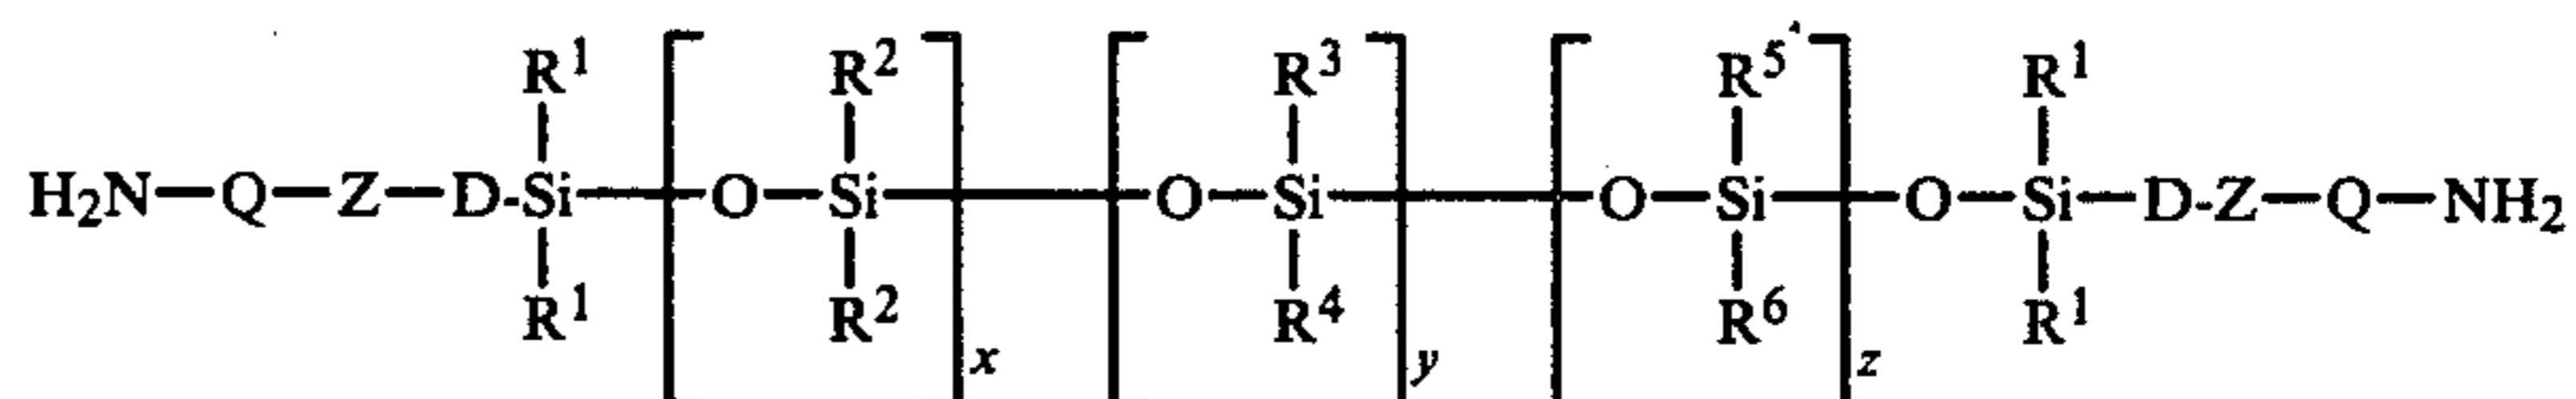 R¹ R² R³ R⁵ R¹
H₂N—Q—Z—D-Si—[O—Si]—[O—Si]—[O—Si]—O—Si—D-Z—Q—NH₂
R¹ R² R⁴ R⁶ R¹
x y z